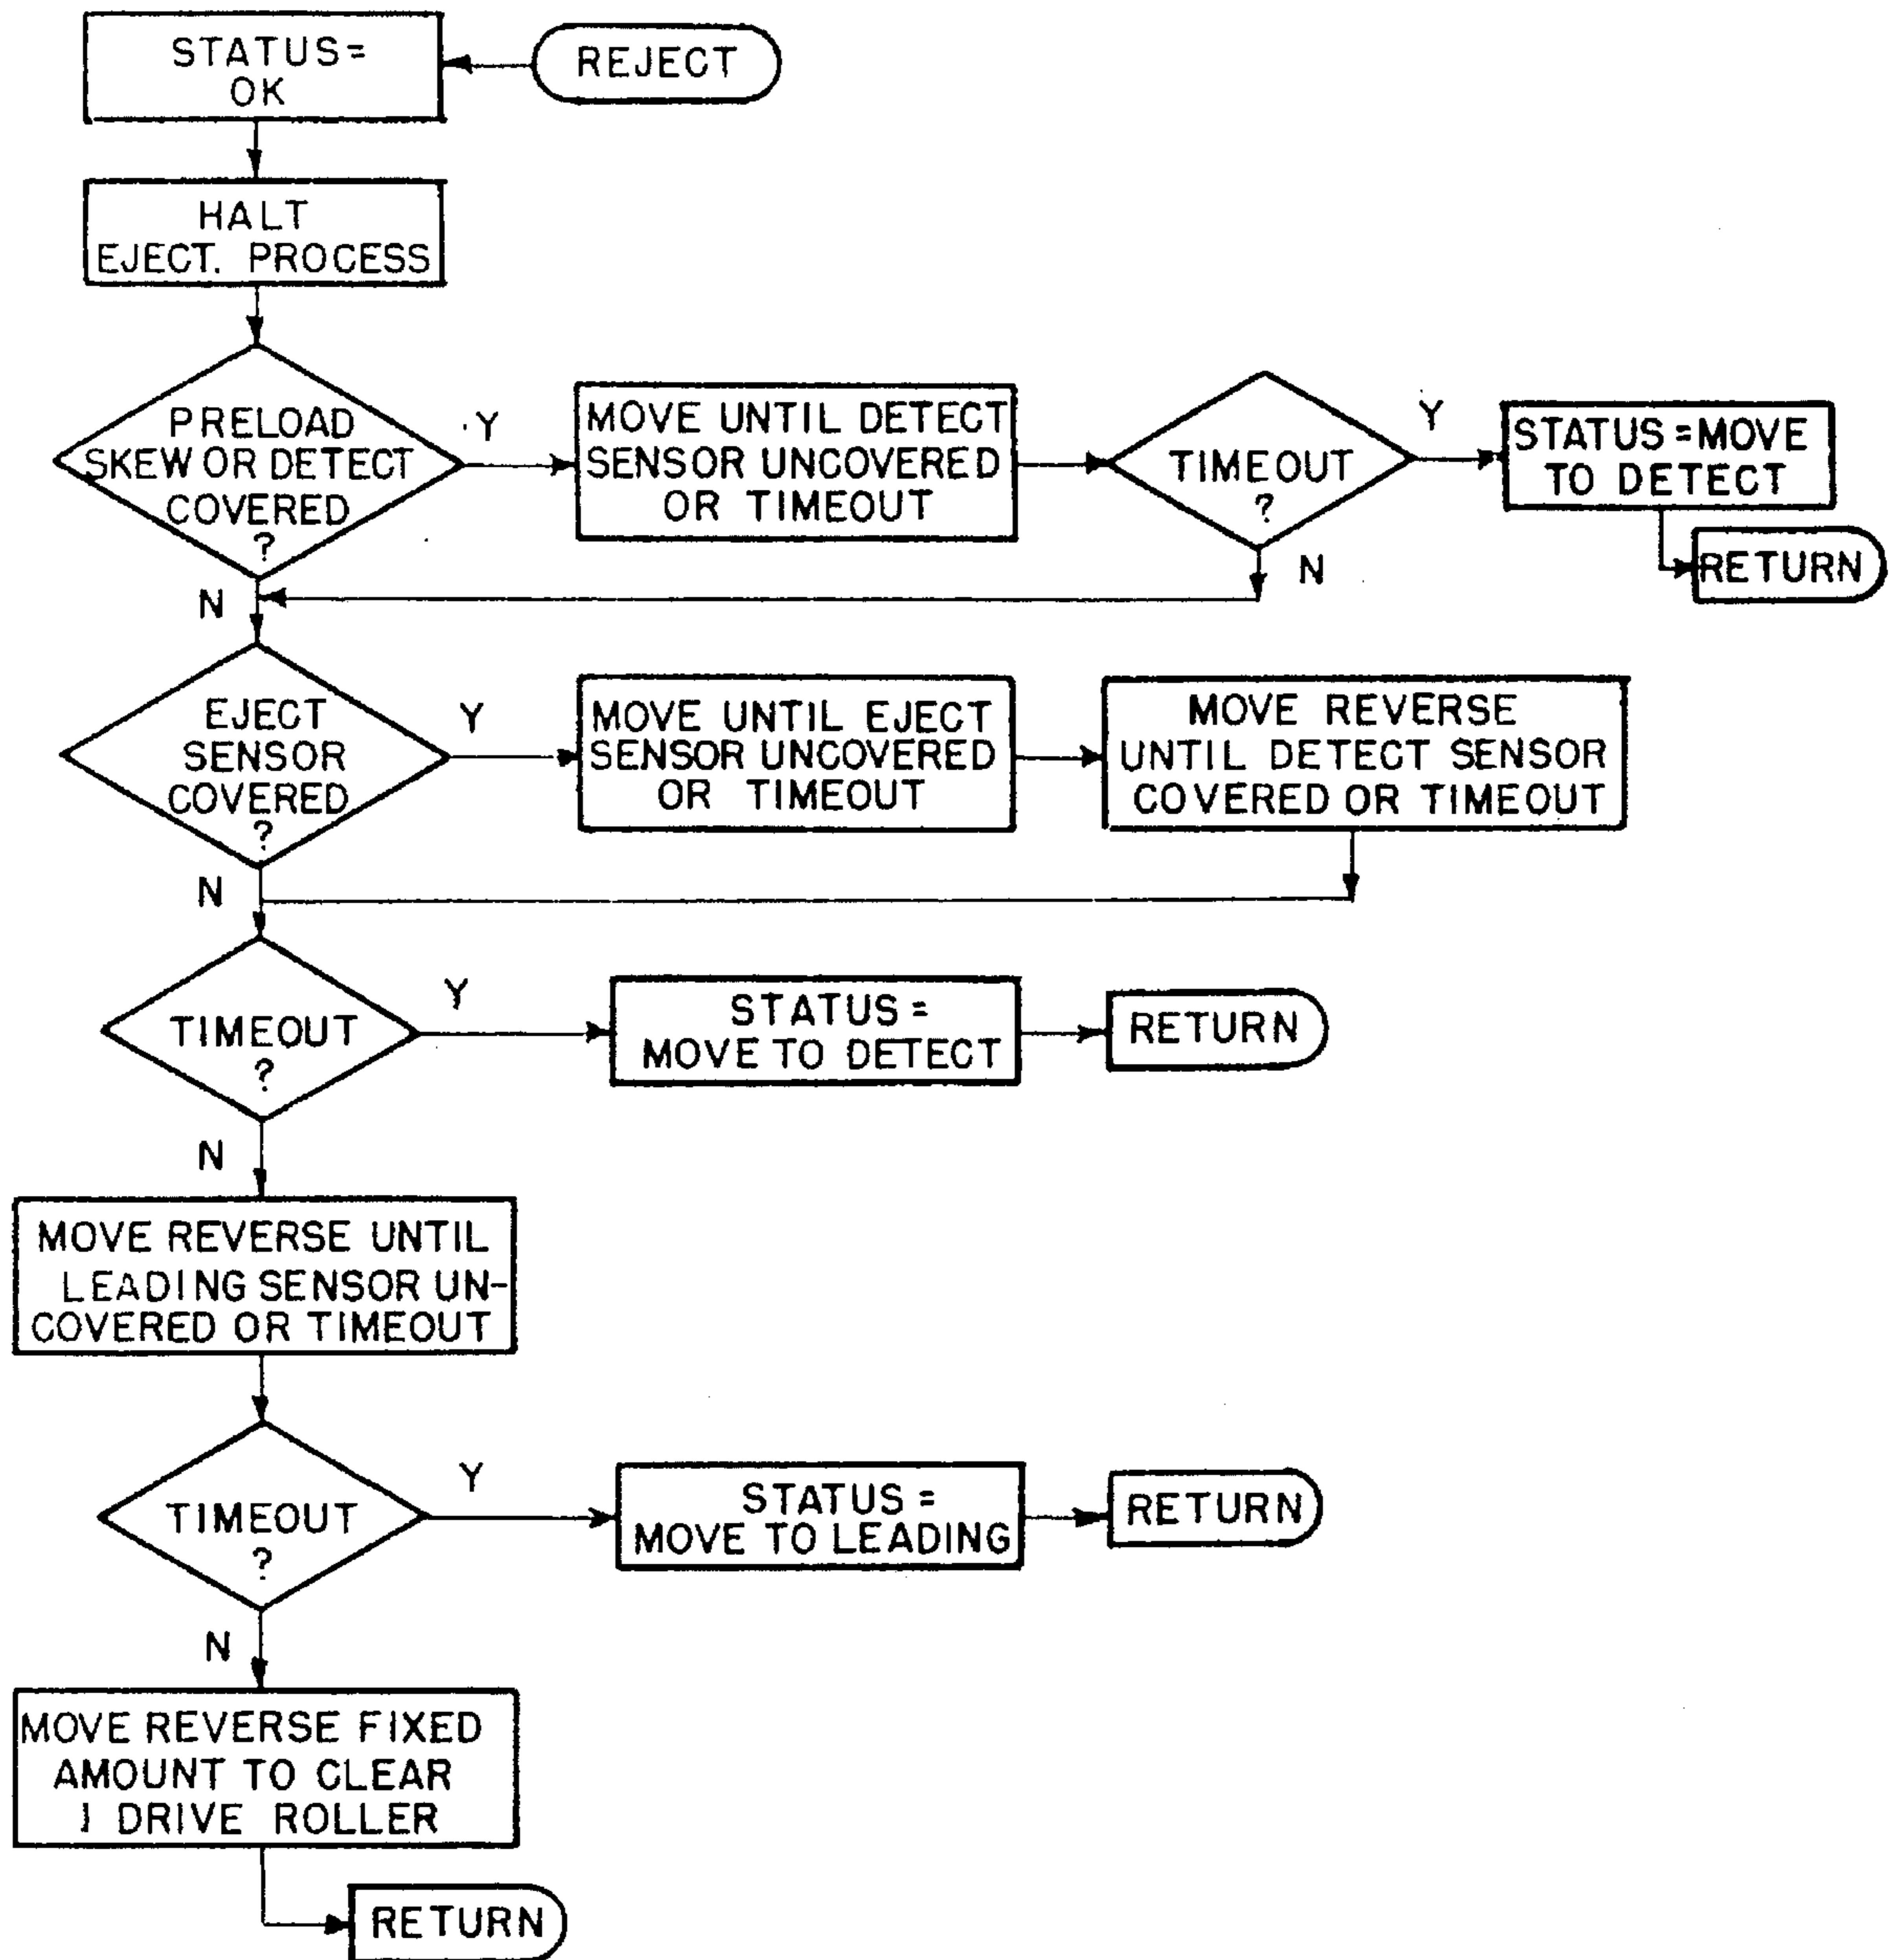 STATUS=
OK
REJECT
HALT
EJECT. PROCESS
PRELOAD
SKEW OR DETECT
COVERED
?
Y
MOVE UNTIL DETECT
SENSOR UNCOVERED
OR TIMEOUT
TIMEOUT
?
Y
STATUS=MOVE
TO DETECT
RETURN
N
N
EJECT
SENSOR
COVERED
?
Y
MOVE UNTIL EJECT
SENSOR UNCOVERED
OR TIMEOUT
MOVE REVERSE
UNTIL DETECT SENSOR
COVERED OR TIMEOUT
N
TIMEOUT
?
Y
STATUS=
MOVE TO DETECT
RETURN
N
MOVE REVERSE UNTIL
LEADING SENSOR UN-
COVERED OR TIMEOUT
TIMEOUT
?
Y
STATUS=
MOVE TO LEADING
RETURN
N
MOVE REVERSE FIXED
AMOUNT TO CLEAR
1 DRIVE ROLLER
RETURN